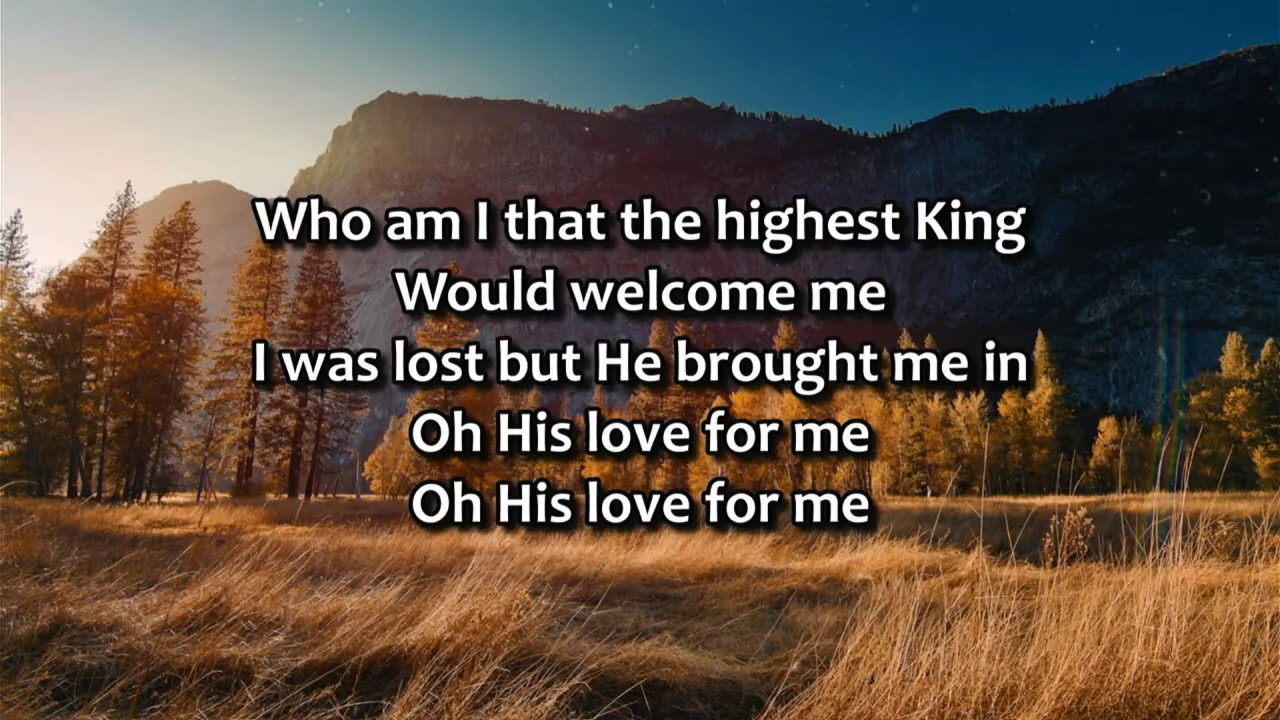 Who am I that the highest King
Would welcome me
I was lost but He brought me in
Oh His love for me
Oh His love for me